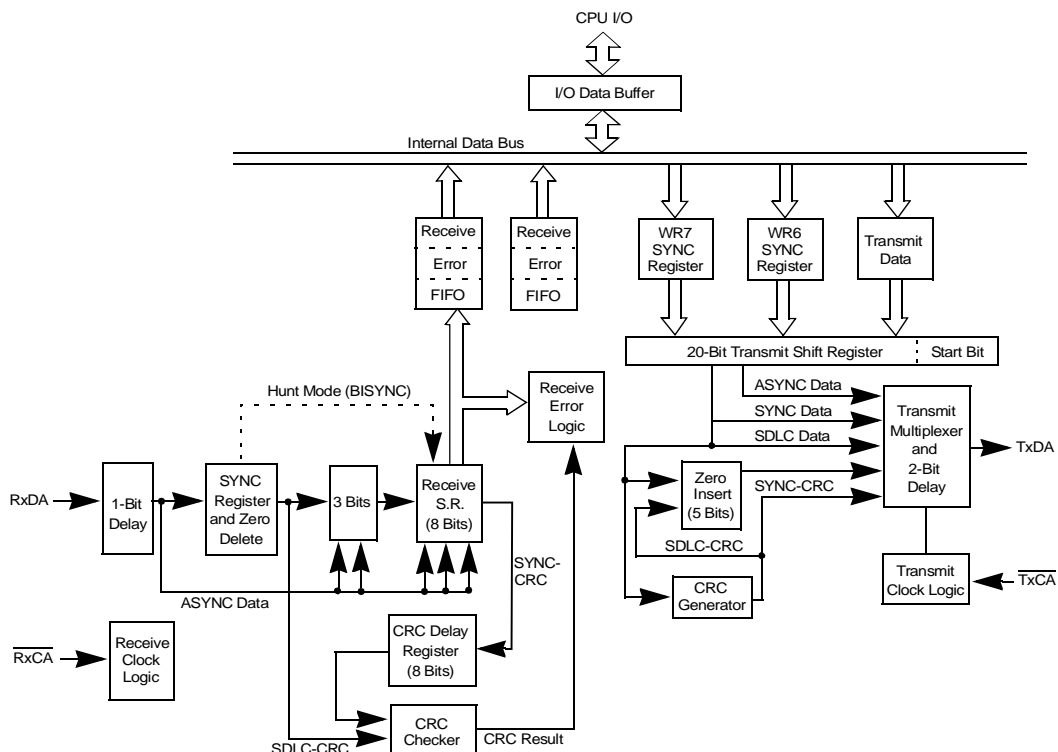 CPU I/O
I/O Data Buffer
Internal Data Bus
Receive
Error
FIFO
Receive
Error
FIFO
WR7
SYNC
Register
WR6
SYNC
Register
Transmit
Data
20-Bit Transmit Shift Register
Start Bit
Hunt Mode (BISYNC)
Receive
Error
Logic
ASYNC Data
SYNC Data
SDLC Data
Transmit
Multiplexer
and
2-Bit
Delay
TxDA
RxDA
1-Bit
Delay
SYNC
Register
and Zero
Delete
3 Bits
Receive
S.R.
(8 Bits)
Zero
Insert
(5 Bits)
SYNC-CRC
SDLC-CRC
SYNC-
CRC
ASYNC Data
CRC
Generator
Transmit
Clock Logic
TxCA
RxCA
Receive
Clock
Logic
CRC Delay
Register
(8 Bits)
CRC
Checker
SDLC-CRC
CRC Result